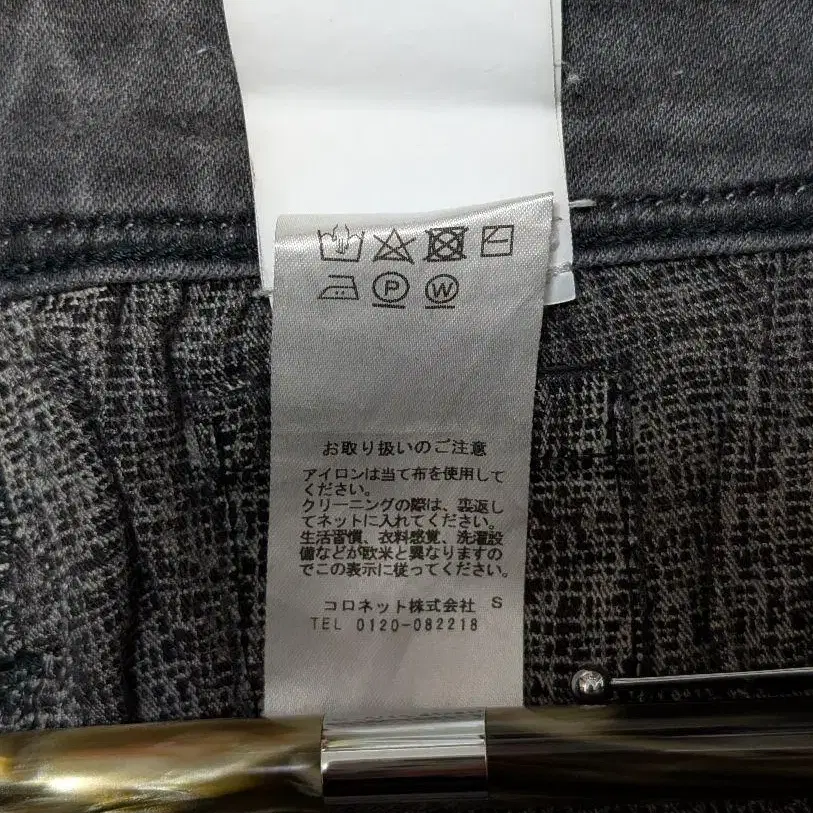 P W
お取り扱いのご注意
アイロンは当て布を使用して
ください。
クリーニングの際は、裏返し
てネットに入れてください。
生活習慣、衣料感覚、洗濯設
備などが欧米と異なりますの
でこの表示に従ってください。
コロネット株式会社 S
TEL 0120-082218